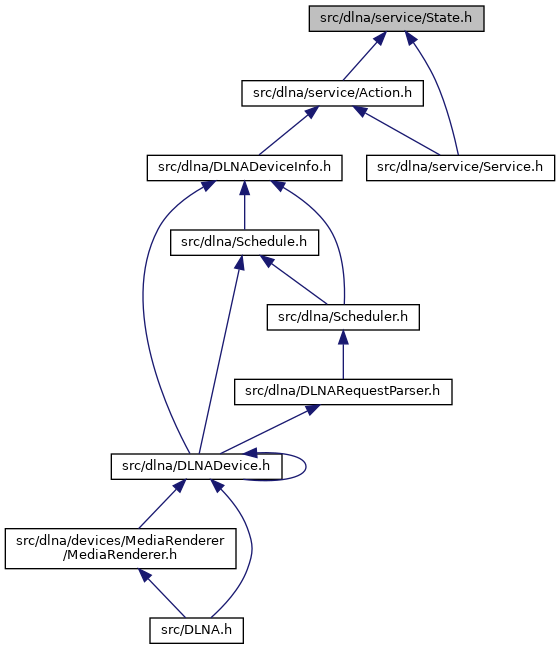 src/dlna/service/State.h
src/dlna/service/Action.h
src/dlna/DLNADeviceInfo.h
src/dlna/service/Service.h
src/dlna/Schedule.h
src/dlna/Scheduler.h
src/dlna/DLNARequestParser.h
src/dlna/DLNADevice.h
src/dlna/devices/MediaRenderer
/MediaRenderer.h
src/DLNA.h